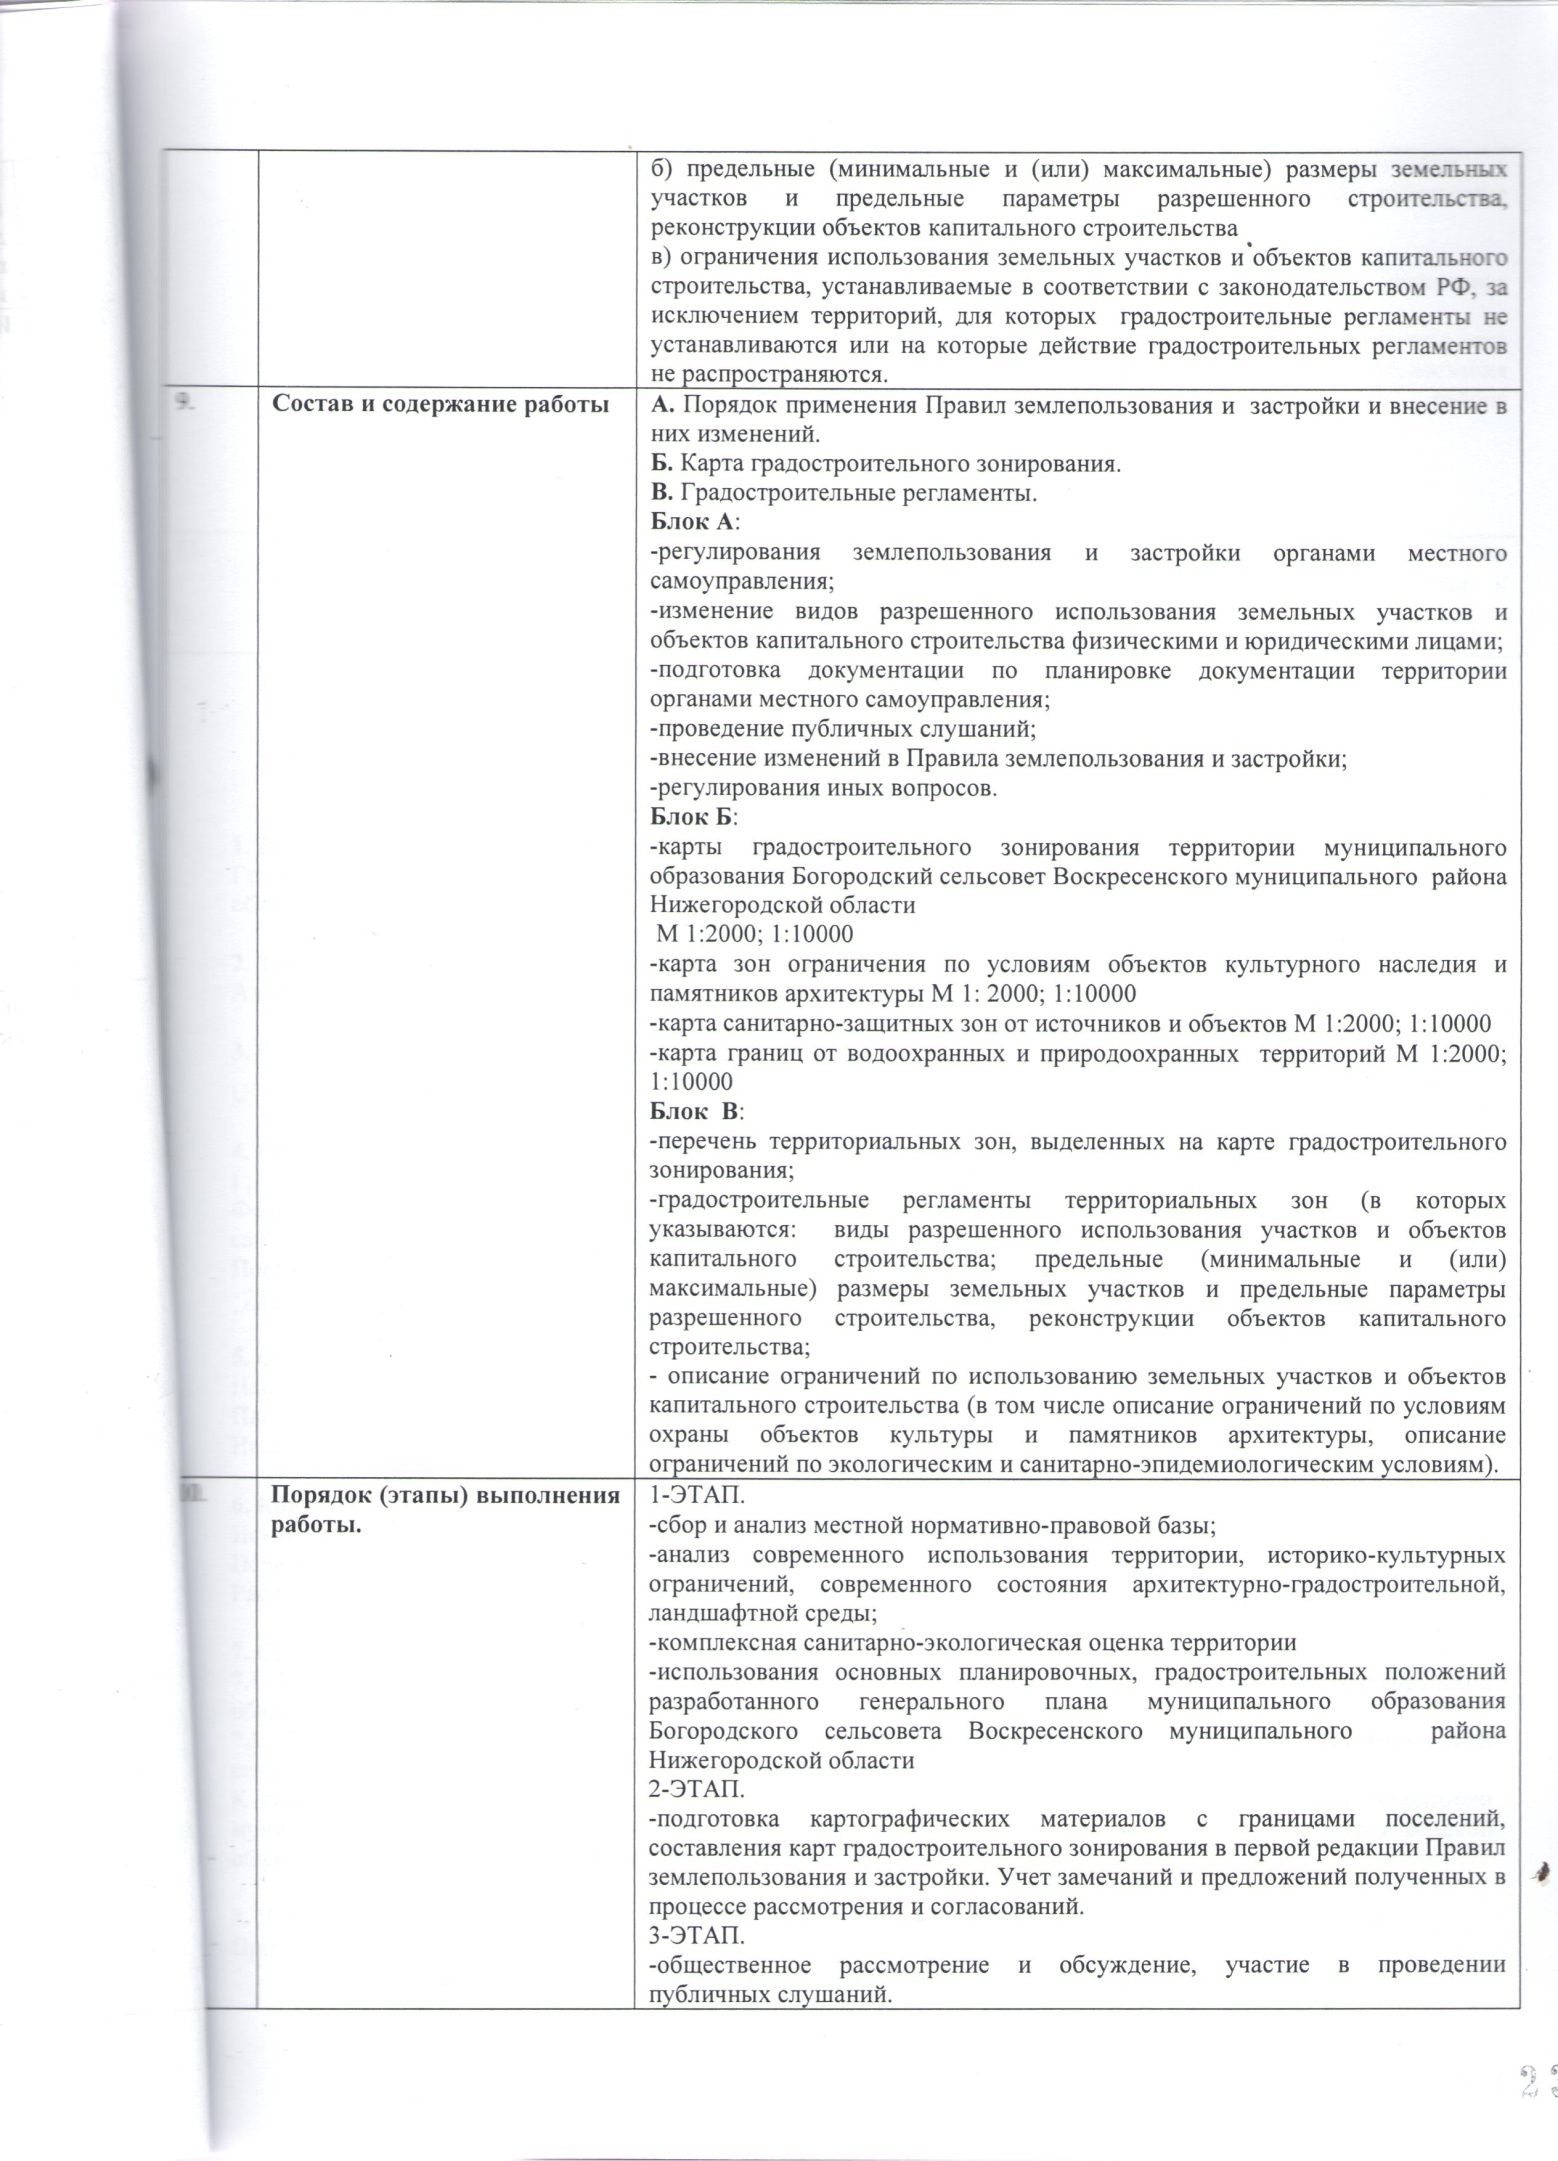 б) предельные (минимальные и (или) максимальные) размеры земельных
участков и предельные параметры разрешенного строительства,
реконструкции объектов капитального строительства
в) ограничения использования земельных участков и объектов капитального
строительства, устанавливаемые в соответствии с законодательством РФ, за
исключением территорий, для которых градостроительные регламенты не
устанавливаются или на которые действие градостроительных регламентов
не распространяются.
9.
Состав и содержание работы
А. Порядок применения Правил землепользования и застройки и внесение в
них изменений.
Б. Карта градостроительного зонирования.
В. Градостроительные регламенты.
Блок А:
-регулирования землепользования и застройки органами местного
самоуправления;
-изменение видов разрешенного использования земельных участков и
объектов капитального строительства физическими и юридическими лицами;
-подготовка документации по планировке документации территории
органами местного самоуправления;
-проведение публичных слушаний;
-внесение изменений в Правила землепользования и застройки;
-регулирования иных вопросов.
Блок Б:
-карты градостроительного зонирования территории муниципального
образования Богородский сельсовет Воскресенского муниципального района
Нижегородской области
М 1:2000; 1:10000
-карта зон ограничения по условиям объектов культурного наследия и
памятников архитектуры М 1: 2000; 1:10000
-карта санитарно-защитных зон от источников и объектов М 1:2000; 1:10000
-карта границ от водоохранных и природоохранных территорий М 1:2000;
1:10000
Блок В:
-перечень территориальных зон, выделенных на карте градостроительного
зонирования;
-градостроительные регламенты территориальных зон (в которых
указываются: виды разрешенного использования участков и объектов
капитального строительства; предельные (минимальные и (или)
максимальные) размеры земельных участков и предельные параметры
разрешенного строительства, реконструкции объектов капитального
строительства;
- описание ограничений по использованию земельных участков и объектов
капитального строительства (в том числе описание ограничений по условиям
охраны объектов культуры и памятников архитектуры, описание
ограничений по экологическим и санитарно-эпидемиологическим условиям).
10.
Порядок (этапы) выполнения
работы.
1-ЭТАП.
-сбор и анализ местной нормативно-правовой базы;
-анализ современного использования территории, историко-культурных
ограничений, современного состояния архитектурно-градостроительной,
ландшафтной среды;
-комплексная санитарно-экологическая оценка территории
-использования основных планировочных, градостроительных положений
разработанного генерального плана муниципального образования
Богородского сельсовета Воскресенского муниципального района
Нижегородской области
2-ЭТАП.
-подготовка картографических материалов с границами поселений,
составления карт градостроительного зонирования в первой редакции Правил
землепользования и застройки. Учет замечаний и предложений полученных в
процессе рассмотрения и согласований.
3-ЭТАП.
-общественное рассмотрение и обсуждение, участие в проведении
публичных слушаний.